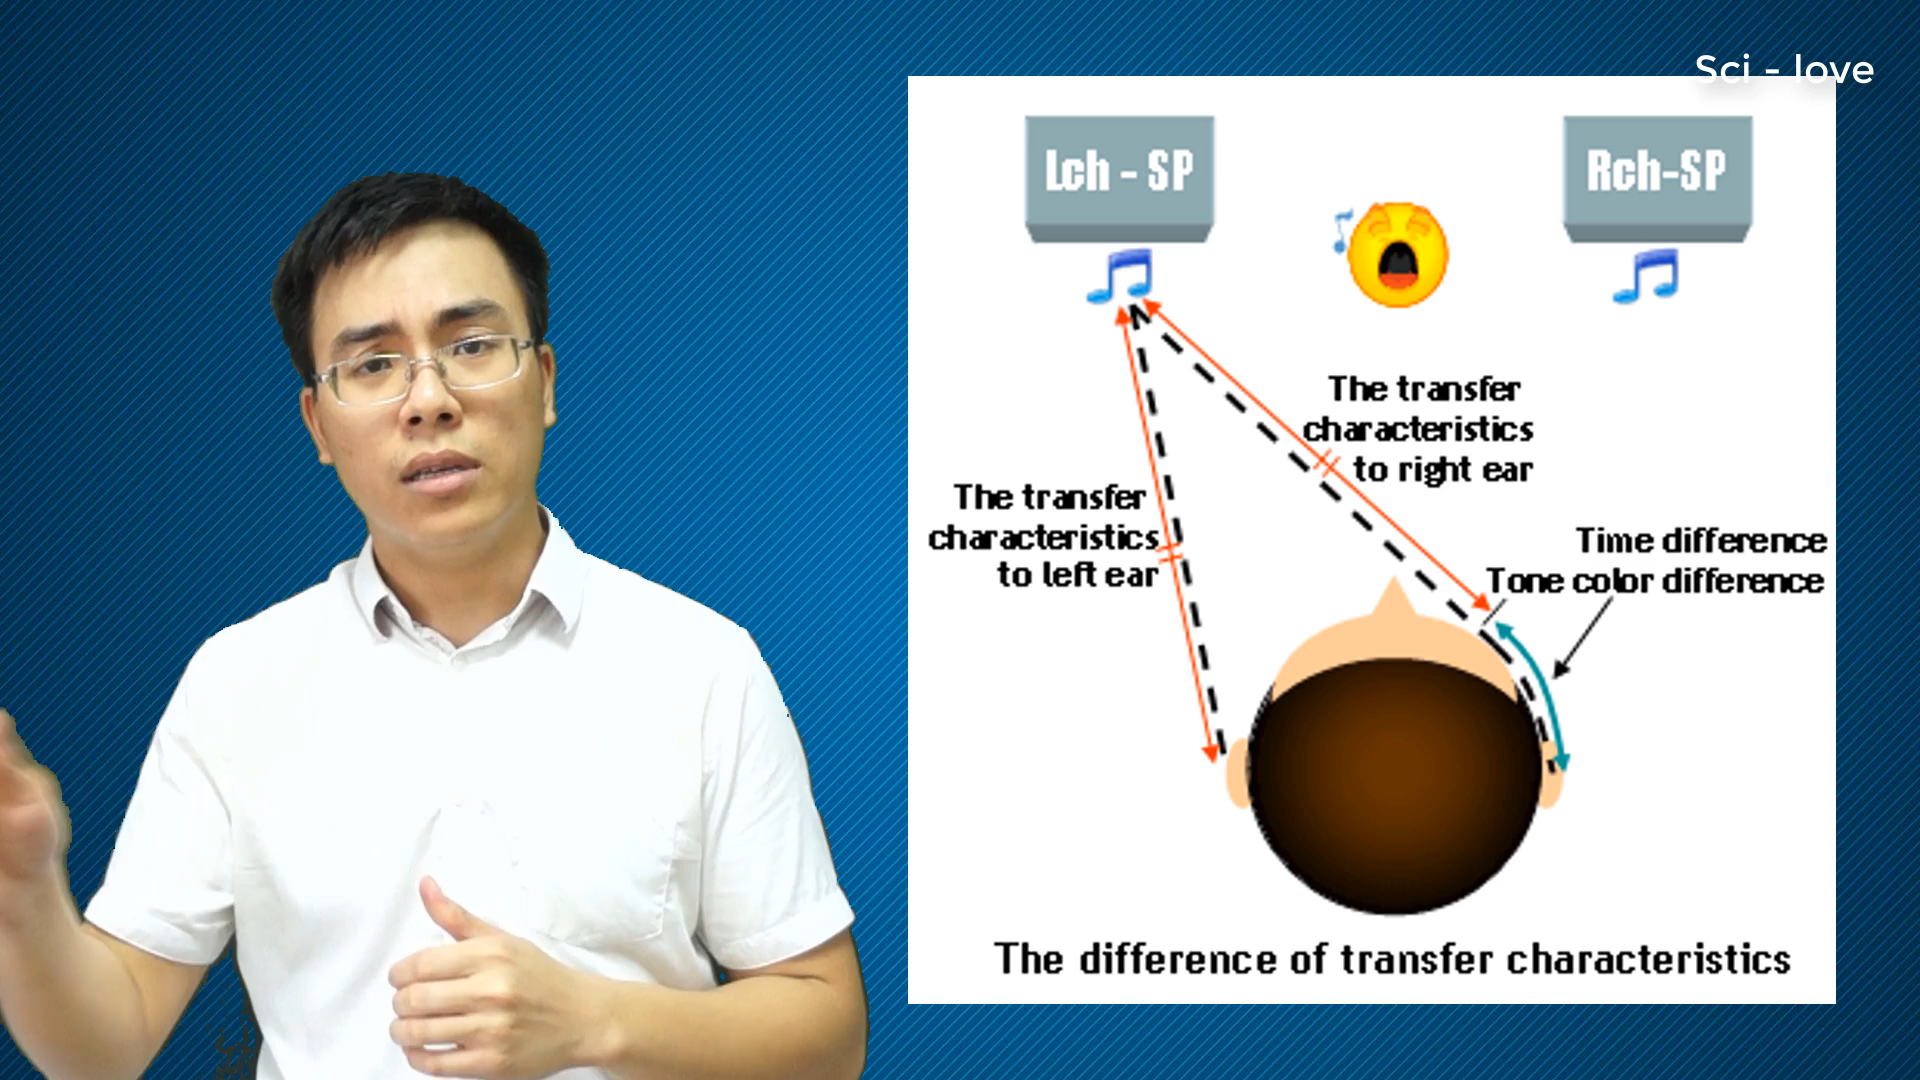 Sci - love
Lch - SP
Rch-SP
The transfer
characteristics
to right ear
The transfer
characteristics
to left ear
Time difference
Tone color difference
The difference of transfer characteristics